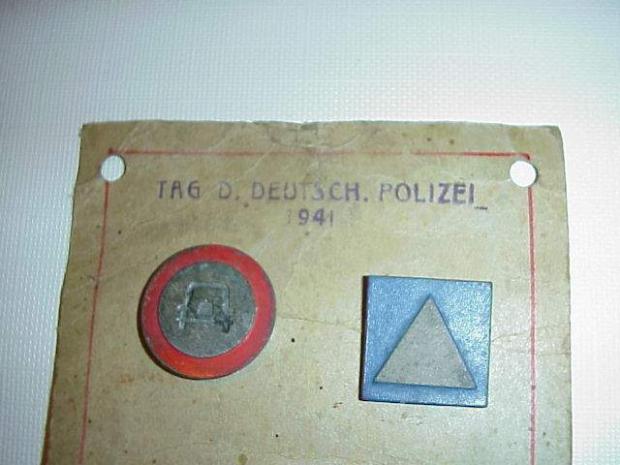 TAG D. DEUTSCH. POLIZEI
1941